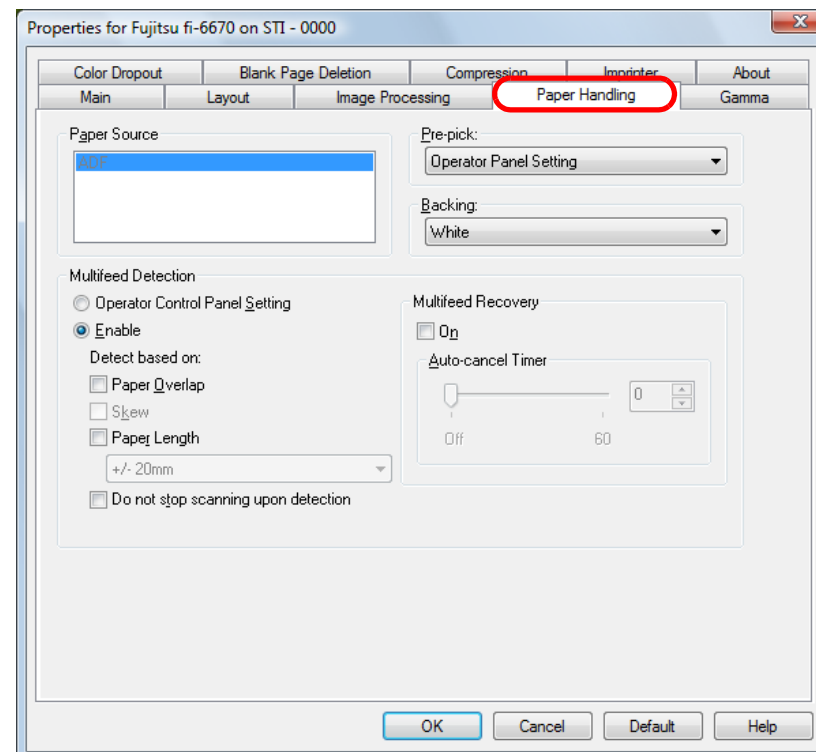 Properties for Fujitsu fi-6670 on STI - 0000
X
Color Dropout Blank Page Deletion Compression Imprinter About
Main Layout Image Processing Paper Handling Gamma
Paper Source
ADF
Pre-pick:
Operator Panel Setting
Backing:
White
Multifeed Detection
Operator Control Panel Setting
Enable
Detect based on:
Paper Overlap
Skew
Paper Length
+/- 20mm
Do not stop scanning upon detection
Multifeed Recovery
On
Auto-cancel Timer
0
Off 60
OK Cancel Default Help